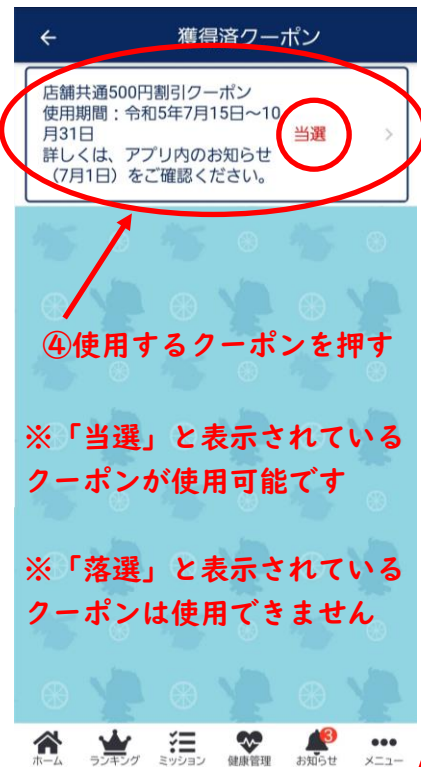 ← 獲得済クーポン
店舗共通500円割引クーポン
使用期間：令和5年7月15日～10
月31日
当選
詳しくは、アプリ内のお知らせ
（7月1日）をご確認ください。
④使用するクーポンを押す
※「当選」と表示されている
クーポンが使用可能です
※「落選」と表示されている
クーポンは使用できません
3
ホーム ランキング ミッション 健康管理 お知らせ メニュー